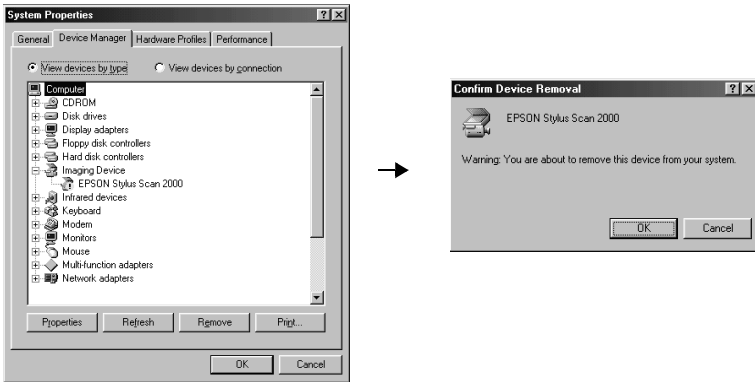 System Properties
General Device Manager Hardware Profiles Performance
View devices by type View devices by connection
Computer
CDROM
Disk drives
Display adapters
Floppy disk controllers
Hard disk controllers
Imaging Device
EPSON Stylus Scan 2000
Infrared devices
Keyboard
Modem
Monitors
Mouse
Multi-function adapters
Network adapters
Properties Refresh Remove Print...
OK Cancel
Confirm Device Removal
EPSON Stylus Scan 2000
Warning: You are about to remove this device from your system.
OK Cancel